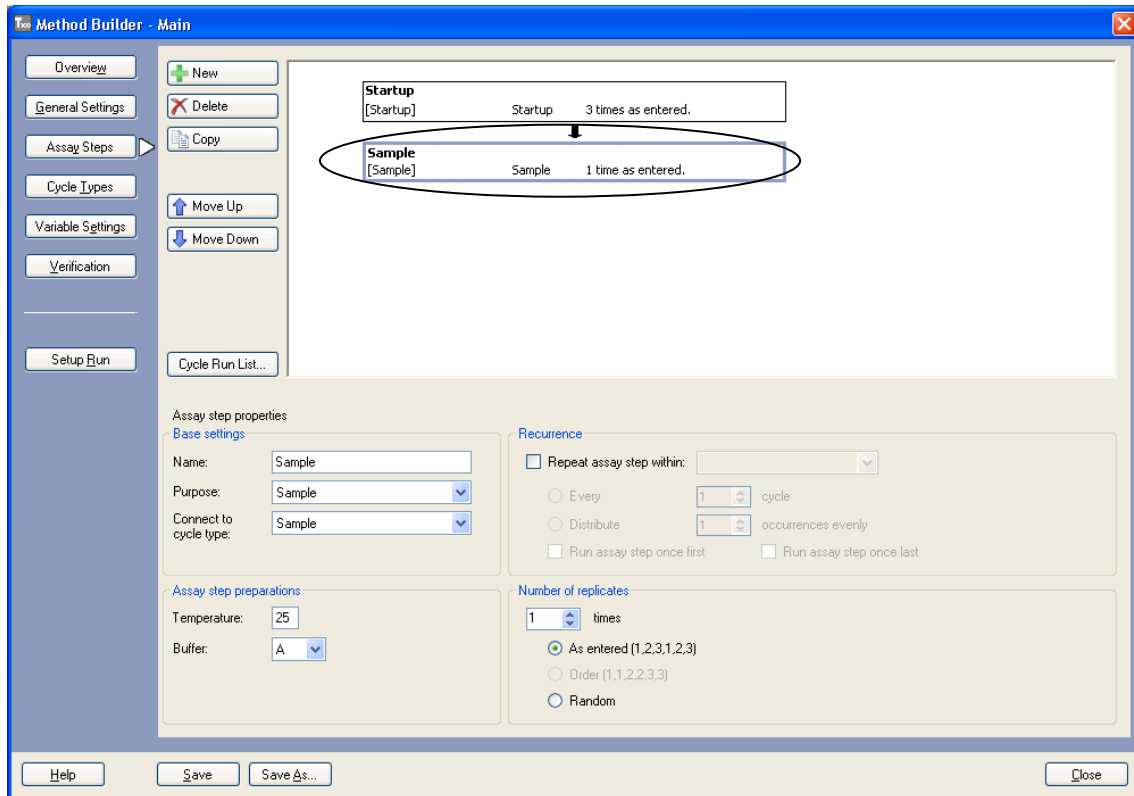 T100 Method Builder - Main
Overview
General Settings
Assay Steps
Cycle Types
Variable Settings
Verification
Setup Run
New
Delete
Copy
Move Up
Move Down
Cycle Run List...
Startup
[Startup] Startup 3 times as entered.
Sample
[Sample] Sample 1 time as entered.
Assay step properties
Base settings
Name: Sample
Purpose: Sample
Connect to
cycle type: Sample
Recurrence
Repeat assay step within:
Every 1 cycle
Distribute 1 occurrences evenly
Run assay step once first Run assay step once last
Assay step preparations
Temperature: 25
Buffer: A
Number of replicates
1 times
As entered (1,2,3,1,2,3)
Order (1,1,2,2,3,3)
Random
Help Save Save As... Close